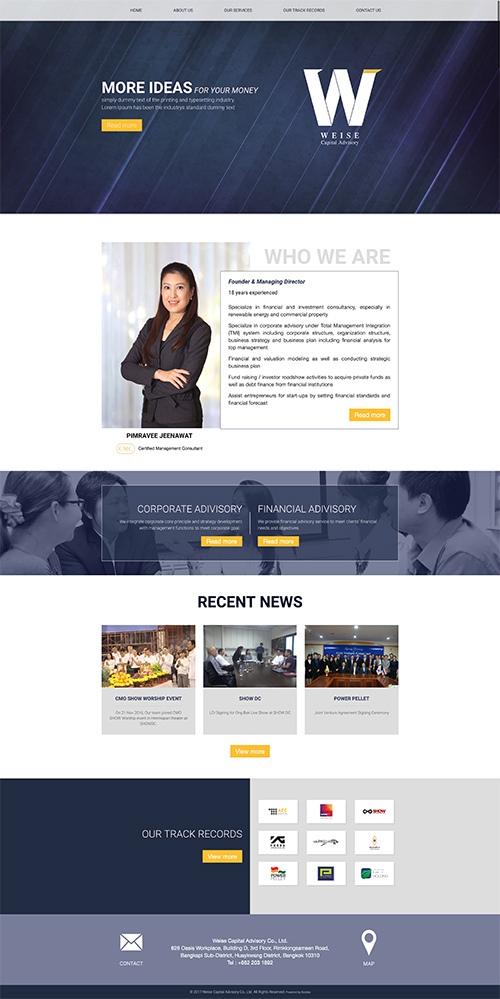 HOME ABOUT US OUR SERVICES OUR TRACK RECORDS CONTACT US
MORE IDEAS FOR YOUR MONEY
simply dummy text of the printing and typesetting industry.
Lorem Ipsum has been the industrys standard dummy text
Read more
W
WEISE
Capital Advisory
WHO WE ARE
Founder & Managing Director
18 years experienced
Specialize in financial and investment consultancy, especially in
renewable energy and commercial property
Specialize in corporate advisory under Total Management Integration
(TMI) system including corporate structure, organization structure,
business strategy and business plan including financial analysis for
top management
Financial and valuation modeling as well as conducting strategic
business plan
Fund raising / investor roadshow activities to acquire private funds as
well as debt finance from financial institutions
Assist entrepreneurs for start-ups by setting financial standards and
financial forecast
Read more
PIMRAVEE JEENAWAT
CMC Certified Management Consultant
CORPORATE ADIVISORY
We integrate corporate core principle and strategy development
with management functions to meet corporate goal.
Read more
FINANCIAL ADIVISORY
We provide financial advisory service to meet clients' financial
needs and objectives
Read more
RECENT NEWS
CMO SHOW WORSHIP EVENT
On 21 Nov 2016, Our team joined CMO
SHOW Worship event in Himmapan theater at
SHOWDC.
SHOW DC
LOI Signing for Ong Bak Live Show at SHOW DC
POWER PELLET
Joint Venture Agreement Signing Ceremony
View more
OUR TRACK RECORDS
View more
SHOW
POWER
CONTACT
Weise Capital Advisory Co., Ltd.
828 Oasis Workplace, Building D, 3rd Floor, Rimklongsamsen Road,
Bangkapi Sub-District, Huaykwang District, Bangkok 10310
Tel : +662 203 1892
MAP
© 2017 Weise Capital Advisory Co., Ltd. All Rights Reserved.